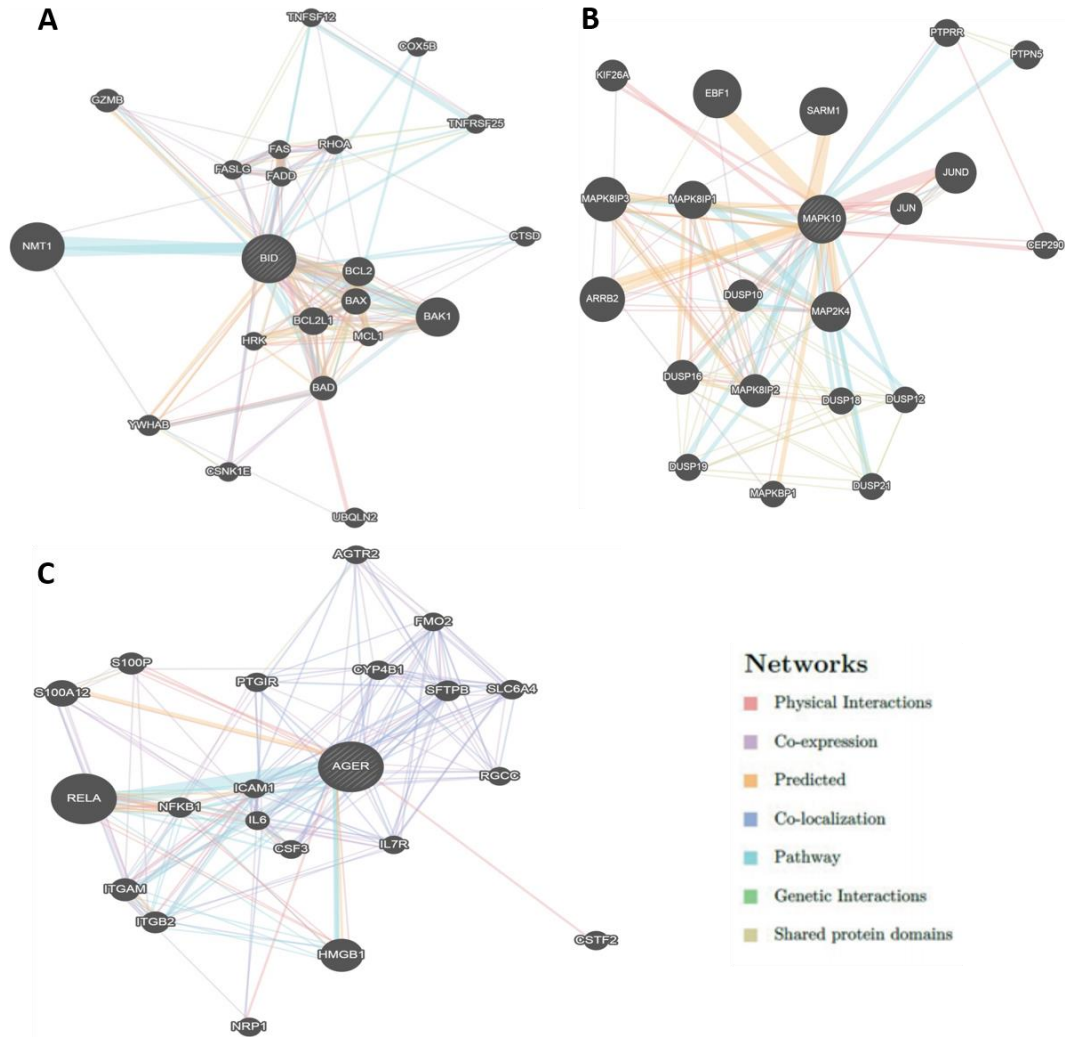 A
TNFSF12
COX5B
GZMB
TNFRSF25
FAS
RHOA
FASLG
FADD
NMT1
CTSD
BID
BCL2
BAX
BAK1
BCL2L1
HRK
MCL1
BAD
YWHAB
CSNK1E
UBQLN2
B
PTPRR
PTPN5
KIF26A
EBF1
SARM1
JUND
MAPK8IP3
MAPK8IP1
JUN
MAPK10
CEP290
ARRB2
DUSP10
MAP2K4
DUSP16
MAPK8IP2
DUSP18
DUSP12
DUSP19
DUSP21
MAPKBP1
C
AGTR2
FMO2
S100P
CYP4B1
PTGIR
S100A12
SFTPB
SLC6A4
AGER
RGCC
ICAM1
RELA
NFKB1
IL6
CSF3
IL7R
ITGAM
ITGB2
CSTF2
HMGB1
NRP1
Networks
Physical Interactions
Co-expression
Predicted
Co-localization
Pathway
Genetic Interactions
Shared protein domains